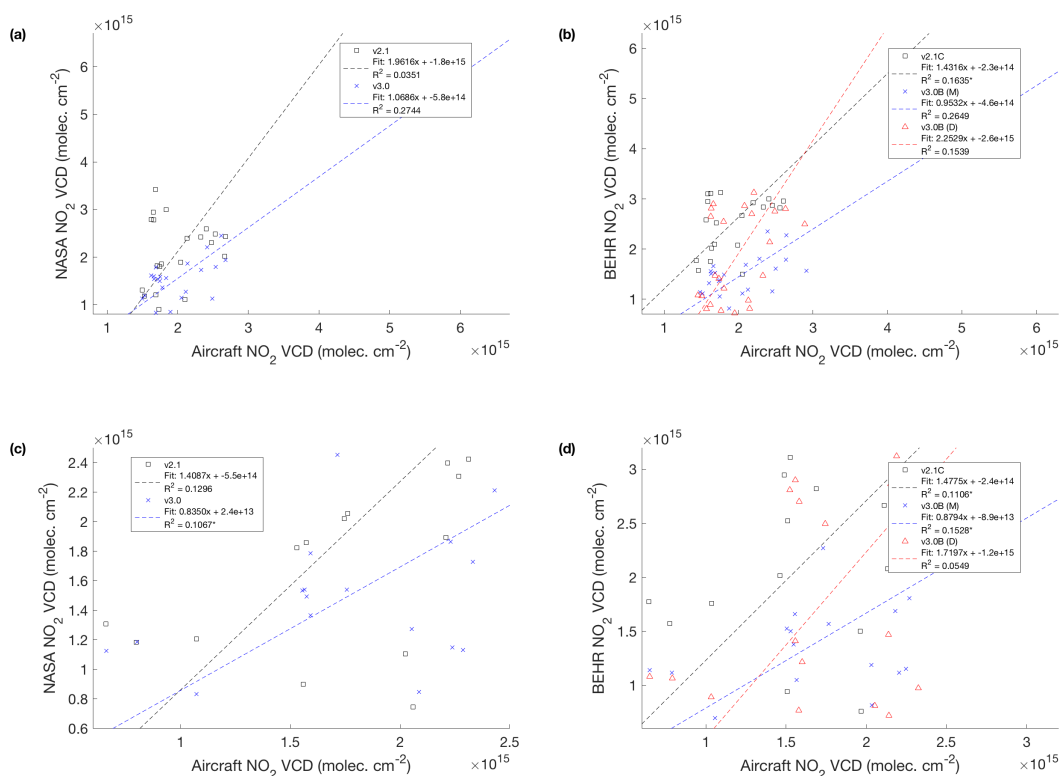 (a)
×10^15
6
5
4
3
2
1
NASA NO2 VCD (molec. cm^-2)
v2.1
Fit: 1.9616x + -1.8e+15
R^2 = 0.0351
v3.0
Fit: 1.0686x + -5.8e+14
R^2 = 0.2744
1 2 3 4 5 6
Aircraft NO2 VCD (molec. cm^-2) ×10^15
(b)
×10^15
6
5
4
3
2
1
BEHR NO2 VCD (molec. cm^-2)
v2.1C
Fit: 1.4316x + -2.3e+14
R^2 = 0.1635*
v3.0B (M)
Fit: 0.9532x + -4.6e+14
R^2 = 0.2649
v3.0B (D)
Fit: 2.2529x + -2.6e+15
R^2 = 0.1539
1 2 3 4 5 6
Aircraft NO2 VCD (molec. cm^-2) ×10^15
(c)
×10^15
2.4
2.2
2
1.8
1.6
1.4
1.2
1
0.8
0.6
NASA NO2 VCD (molec. cm^-2)
v2.1
Fit: 1.4087x + -5.5e+14
R^2 = 0.1296
v3.0
Fit: 0.8350x + 2.4e+13
R^2 = 0.1067*
1 1.5 2 2.5
Aircraft NO2 VCD (molec. cm^-2) ×10^15
(d)
×10^15
3
2.5
2
1.5
1
BEHR NO2 VCD (molec. cm^-2)
v2.1C
Fit: 1.4775x + -2.4e+14
R^2 = 0.1106*
v3.0B (M)
Fit: 0.8794x + -8.9e+13
R^2 = 0.1528*
v3.0B (D)
Fit: 1.7197x + -1.2e+15
R^2 = 0.0549
1 1.5 2 2.5 3
Aircraft NO2 VCD (molec. cm^-2) ×10^15